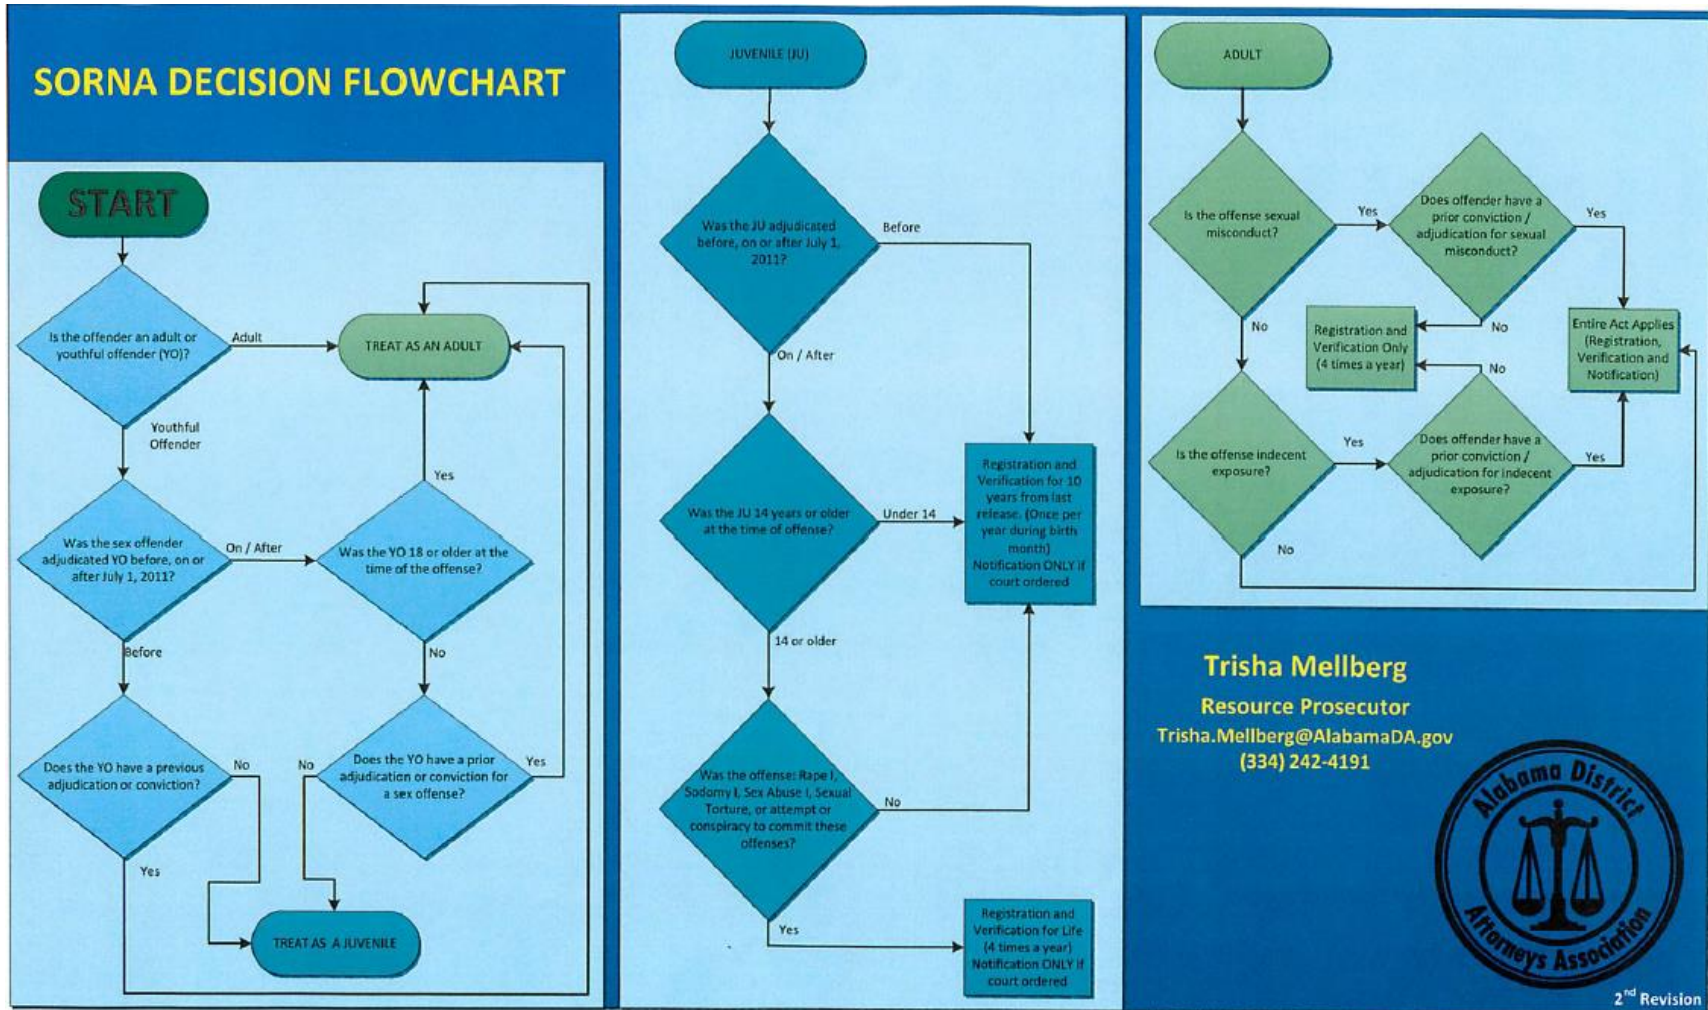 SORNA DECISION FLOWCHART
START
Is the offender an adult or
youthful offender (YO)?
Adult
TREAT AS AN ADULT
Youthful
Offender
Was the sex offender
adjudicated YO before, on or
after July 1, 2011?
On / After
Was the YO 18 or older at the
time of the offense?
Yes
Before
No
Does the YO have a previous
adjudication or conviction?
No
No
Does the YO have a prior
adjudication or conviction for
a sex offense?
Yes
Yes
TREAT AS A JUVENILE
JUVENILE (JU)
Was the JU adjudicated
before, on or after July 1,
2011?
Before
On / After
Was the JU 14 years or older
at the time of offense?
Under 14
Registration and
Verification for 10
years from last
release. (Once per
year during birth
month)
Notification ONLY if
court ordered
14 or older
Was the offense: Rape I,
Sodomy I, Sex Abuse I, Sexual
Torture, or attempt or
conspiracy to commit these
offenses?
No
Yes
Registration and
Verification for Life
(4 times a year)
Notification ONLY if
court ordered
ADULT
Is the offense sexual
misconduct?
Yes
Does offender have a
prior conviction /
adjudication for sexual
misconduct?
Yes
No
Registration and
Verification Only
(4 times a year)
No
Entire Act Applies
(Registration,
Verification and
Notification)
No
Is the offense indecent
exposure?
Yes
Does offender have a
prior conviction /
adjudication for indecent
exposure?
Yes
No
Trisha Mellberg
Resource Prosecutor
Trisha.Mellberg@AlabamaDA.gov
(334) 242-4191
Alabama District
Attorneys Association
2nd Revision